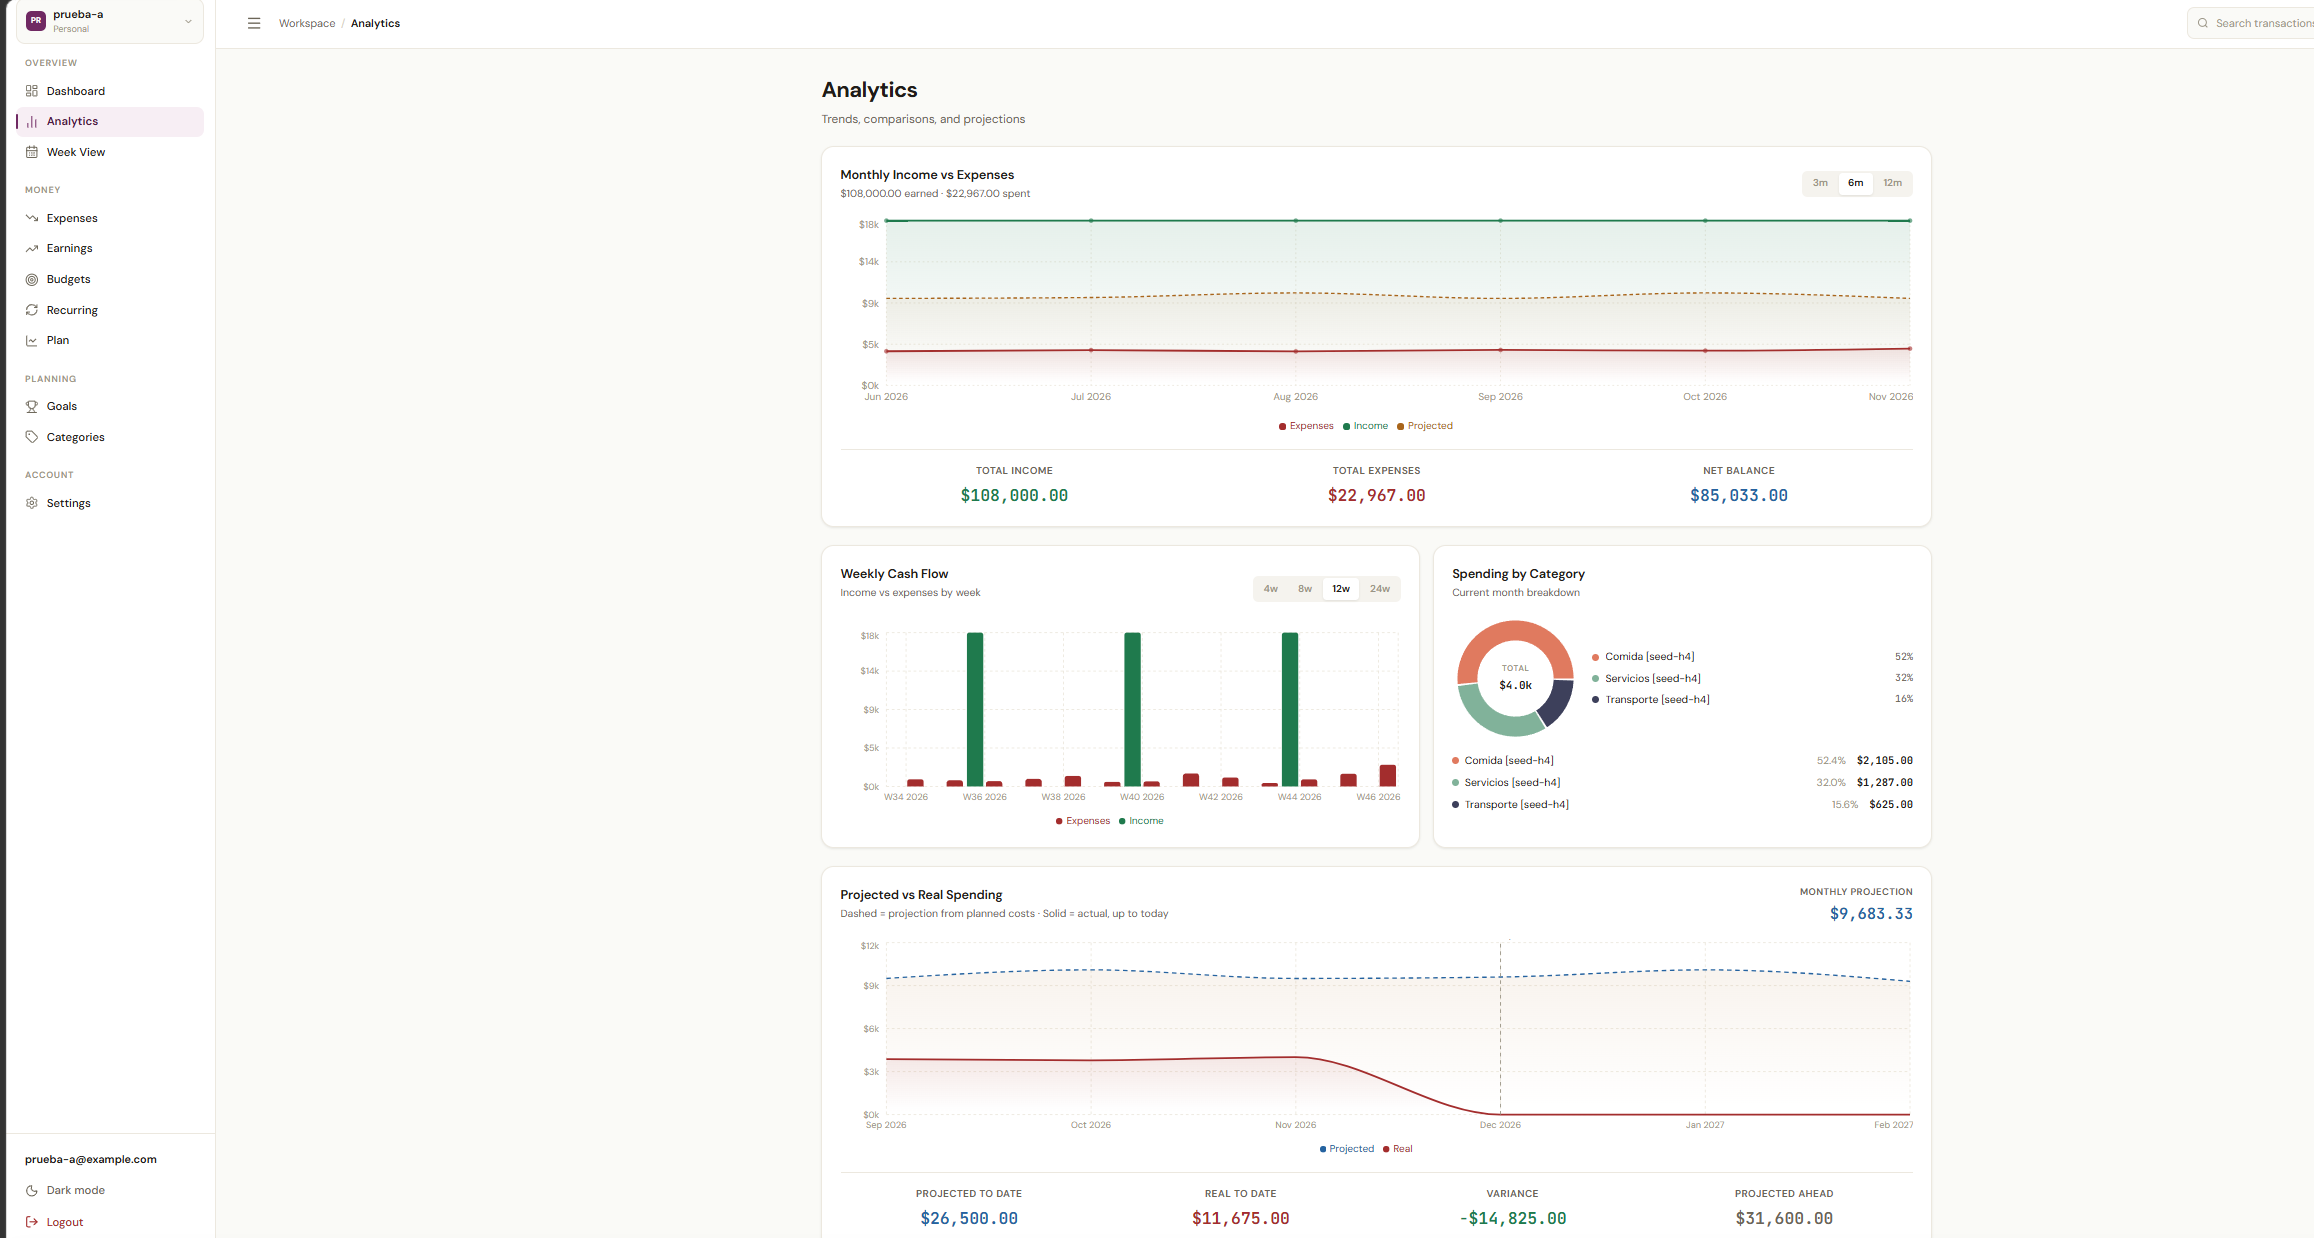 PR
prueba-a
Personal
OVERVIEW
Dashboard
Analytics
Week View
MONEY
Expenses
Earnings
Budgets
Recurring
Plan
PLANNING
Goals
Categories
ACCOUNT
Settings
prueba-a@example.com
Dark mode
Logout
Workspace / Analytics
Search transactions
Analytics
Trends, comparisons, and projections
Monthly Income vs Expenses
$108,000.00 earned · $22,967.00 spent
3m 6m 12m
$18k
$14k
$9k
$5k
$0k
Jun 2026 Jul 2026 Aug 2026 Sep 2026 Oct 2026 Nov 2026
Expenses Income Projected
TOTAL INCOME
$108,000.00
TOTAL EXPENSES
$22,967.00
NET BALANCE
$85,033.00
Weekly Cash Flow
Income vs expenses by week
4w 8w 12w 24w
$18k
$14k
$9k
$5k
$0k
W34 2026 W36 2026 W38 2026 W40 2026 W42 2026 W44 2026 W46 2026
Expenses Income
Spending by Category
Current month breakdown
TOTAL
$4.0k
Comida [seed-h4] 52%
Servicios [seed-h4] 32%
Transporte [seed-h4] 16%
Comida [seed-h4] 52.4% $2,105.00
Servicios [seed-h4] 32.0% $1,287.00
Transporte [seed-h4] 15.6% $625.00
Projected vs Real Spending
Dashed = projection from planned costs · Solid = actual, up to today
MONTHLY PROJECTION
$9,683.33
$12k
$9k
$6k
$3k
$0k
Sep 2026 Oct 2026 Nov 2026 Dec 2026 Jan 2027 Feb 2027
Projected Real
PROJECTED TO DATE
$26,500.00
REAL TO DATE
$11,675.00
VARIANCE
-$14,825.00
PROJECTED AHEAD
$31,600.00